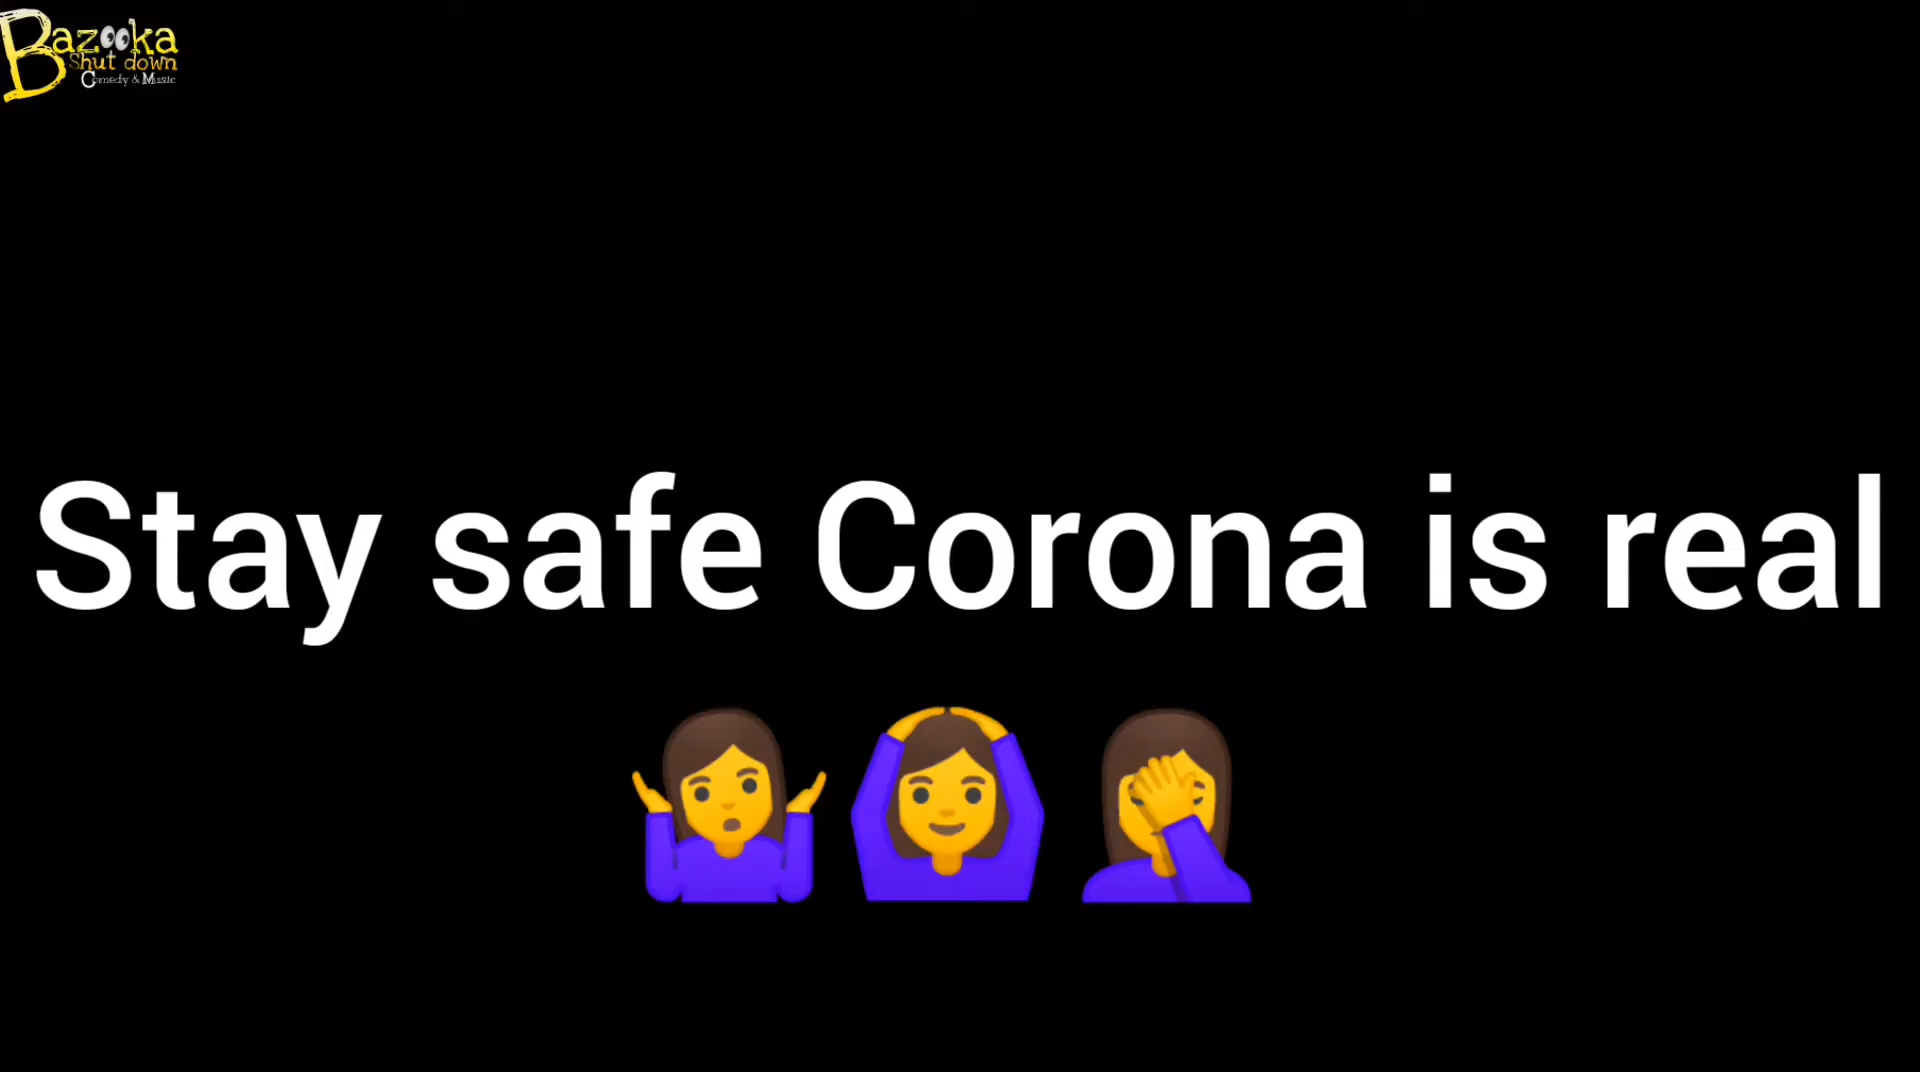 Bazooka
Shut down
Comedy & Music
Stay safe Corona is real
🤷‍♀️🙆‍♀️🤦‍♀️